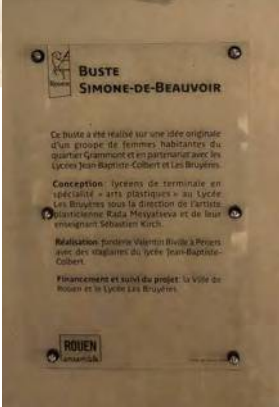 Rouen
BUSTE
SIMONE-DE-BEAUVOIR
Ce buste a été réalisé sur une idée originale
d'un groupe de femmes habitantes du
quartier Grammont et en partenariat avec les
Lycées Jean-Baptiste-Colbert et Les Bruyères.
Conception : lycéens de terminale en
spécialité « arts plastiques » au Lycée
Les Bruyères sous la direction de l'artiste
plasticienne Rada Mesyatseva et de leur
enseignant Sébastien Kirch.
Réalisation: fonderie Valentin
avec des stagiaires du lycée Jean-Baptiste-
Colbert.
Financement et suivi du projet: la Ville de
Rouen et le Lycée Les Bruyères.
ROUEN
ensemble